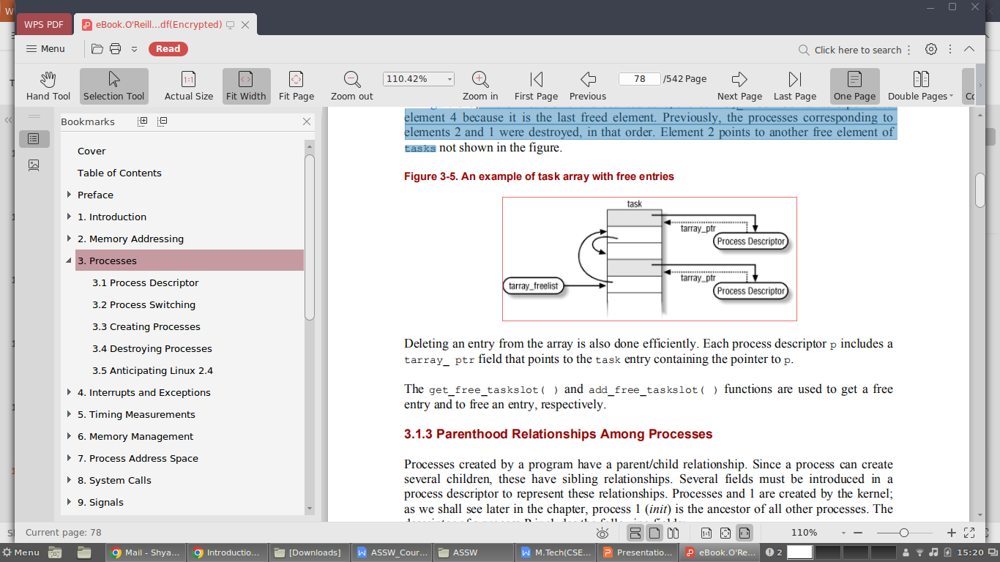 W
WPS PDF
eBook.O'Reill...df(Encrypted)
Menu
Read
Click here to search
Hand Tool
Selection Tool
1:1
Actual Size
Fit Width
Fit Page
Zoom out
110.42%
Zoom in
First Page
Previous
78 /542 Page
Next Page
Last Page
One Page
Double Pages
Bookmarks
Cover
Table of Contents
Preface
1. Introduction
2. Memory Addressing
3. Processes
3.1 Process Descriptor
3.2 Process Switching
3.3 Creating Processes
3.4 Destroying Processes
3.5 Anticipating Linux 2.4
4. Interrupts and Exceptions
5. Timing Measurements
6. Memory Management
7. Process Address Space
8. System Calls
9. Signals
element 4 because it is the last freed element. Previously, the processes corresponding to
elements 2 and 1 were destroyed, in that order. Element 2 points to another free element of
tasks not shown in the figure.
Figure 3-5. An example of task array with free entries
task
tarray_ptr
Process Descriptor
tarray_ptr
Process Descriptor
tarray_freelist
Deleting an entry from the array is also done efficiently. Each process descriptor p includes a
tarray_ ptr field that points to the task entry containing the pointer to p.
The get_free_taskslot( ) and add_free_taskslot( ) functions are used to get a free
entry and to free an entry, respectively.
3.1.3 Parenthood Relationships Among Processes
Processes created by a program have a parent/child relationship. Since a process can create
several children, these have sibling relationships. Several fields must be introduced in a
process descriptor to represent these relationships. Processes and 1 are created by the kernel;
as we shall see later in the chapter, process 1 (init) is the ancestor of all other processes. The
Current page: 78
1:1
110%
Menu
Mail - Shya...
Introductio...
[Downloads]
ASSW_Cour...
ASSW
M.Tech(CSE...
Presentatio...
eBook.O'Re...
2
15:20